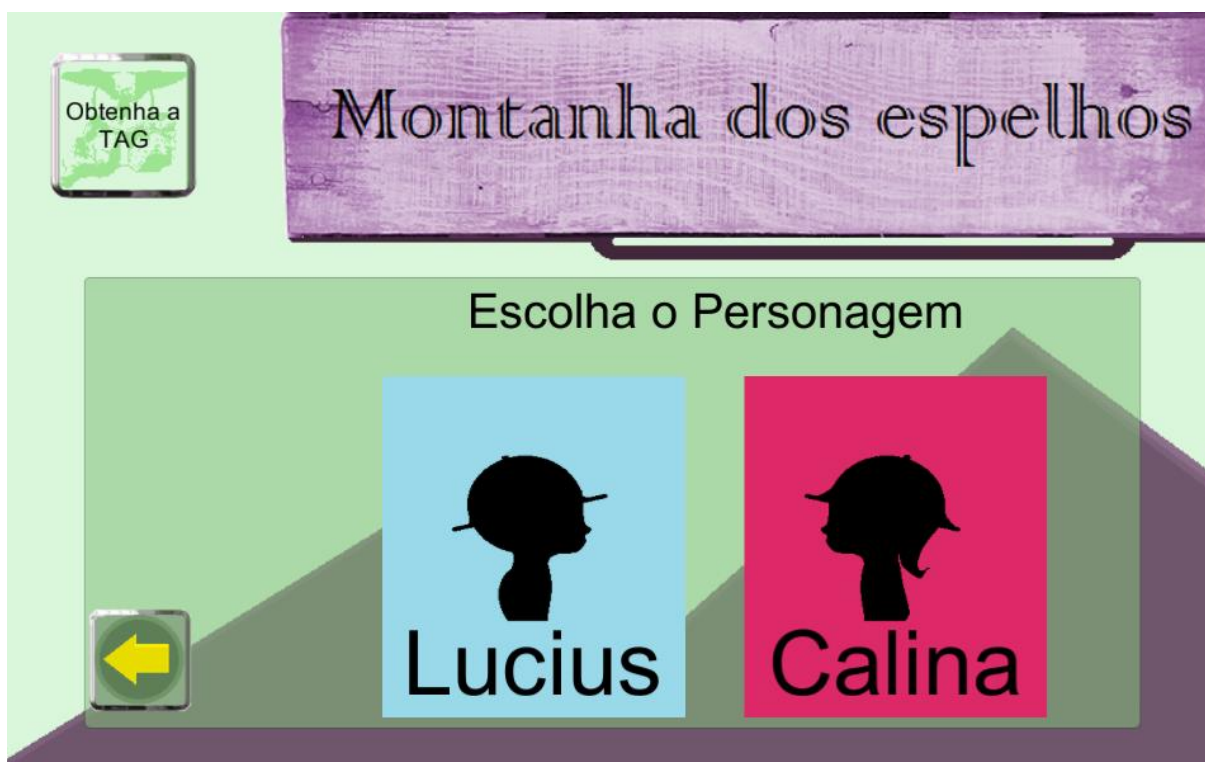 Obtenha a
TAG
Montanha dos espelhos
Escolha o Personagem
Lucius
Calina